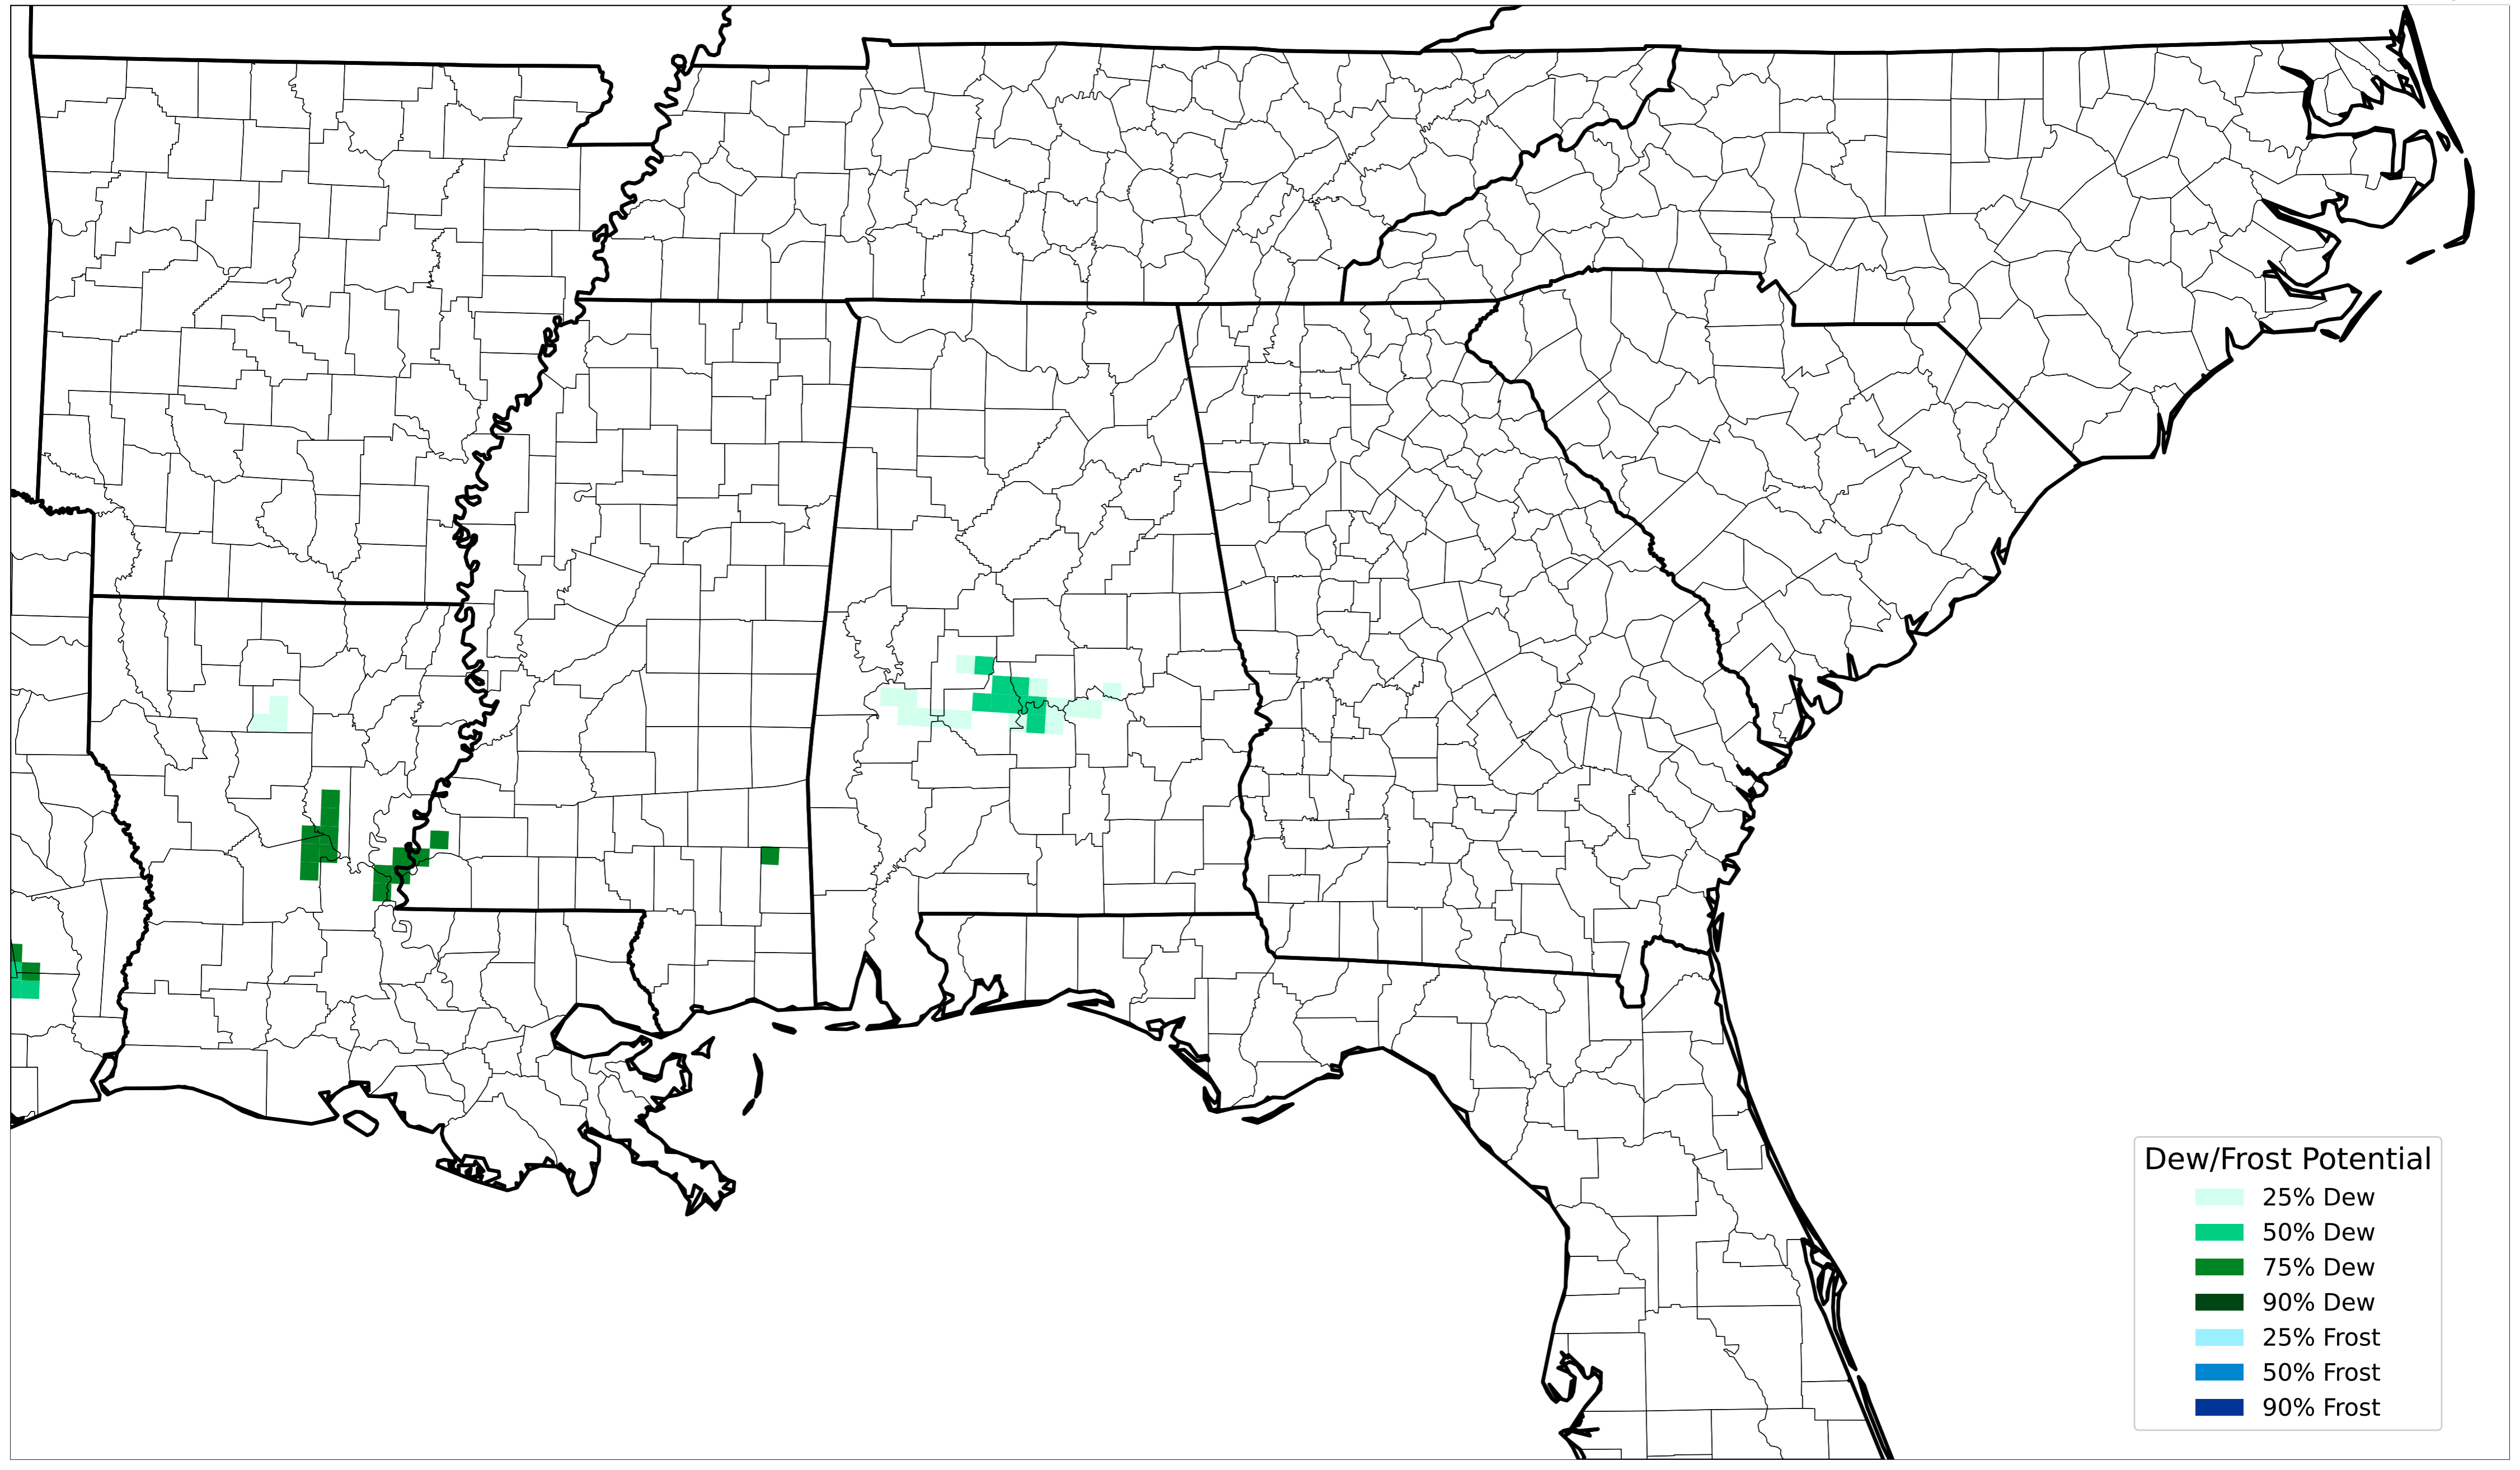 Dew/Frost Potential
25% Dew
50% Dew
75% Dew
90% Dew
25% Frost
50% Frost
90% Frost